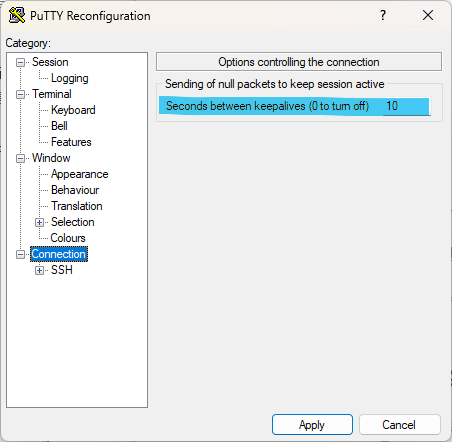 PuTTY Reconfiguration
?
Category:
Session
Logging
Terminal
Keyboard
Bell
Features
Window
Appearance
Behaviour
Translation
Selection
Colours
Connection
SSH
Options controlling the connection
Sending of null packets to keep session active
Seconds between keepalives (0 to turn off) 10
Apply Cancel